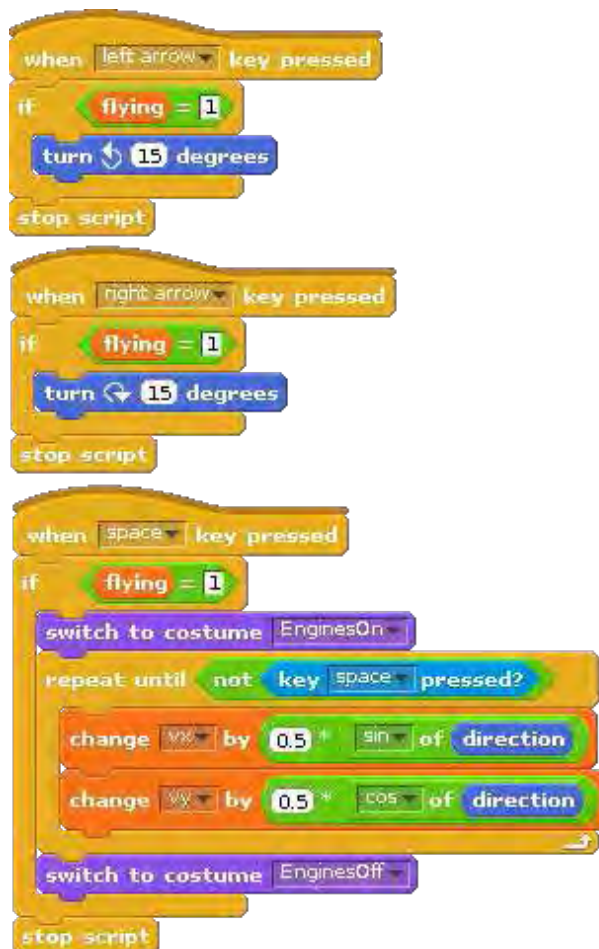 when left arrow key pressed
if flying = 1
turn 15 degrees
stop script
when right arrow key pressed
if flying = 1
turn 15 degrees
stop script
when space key pressed
if flying = 1
switch to costume EnginesOn
repeat until not key space pressed?
change vx by 0.5 * sin of direction
change vy by 0.5 * cos of direction
switch to costume EnginesOff
stop script